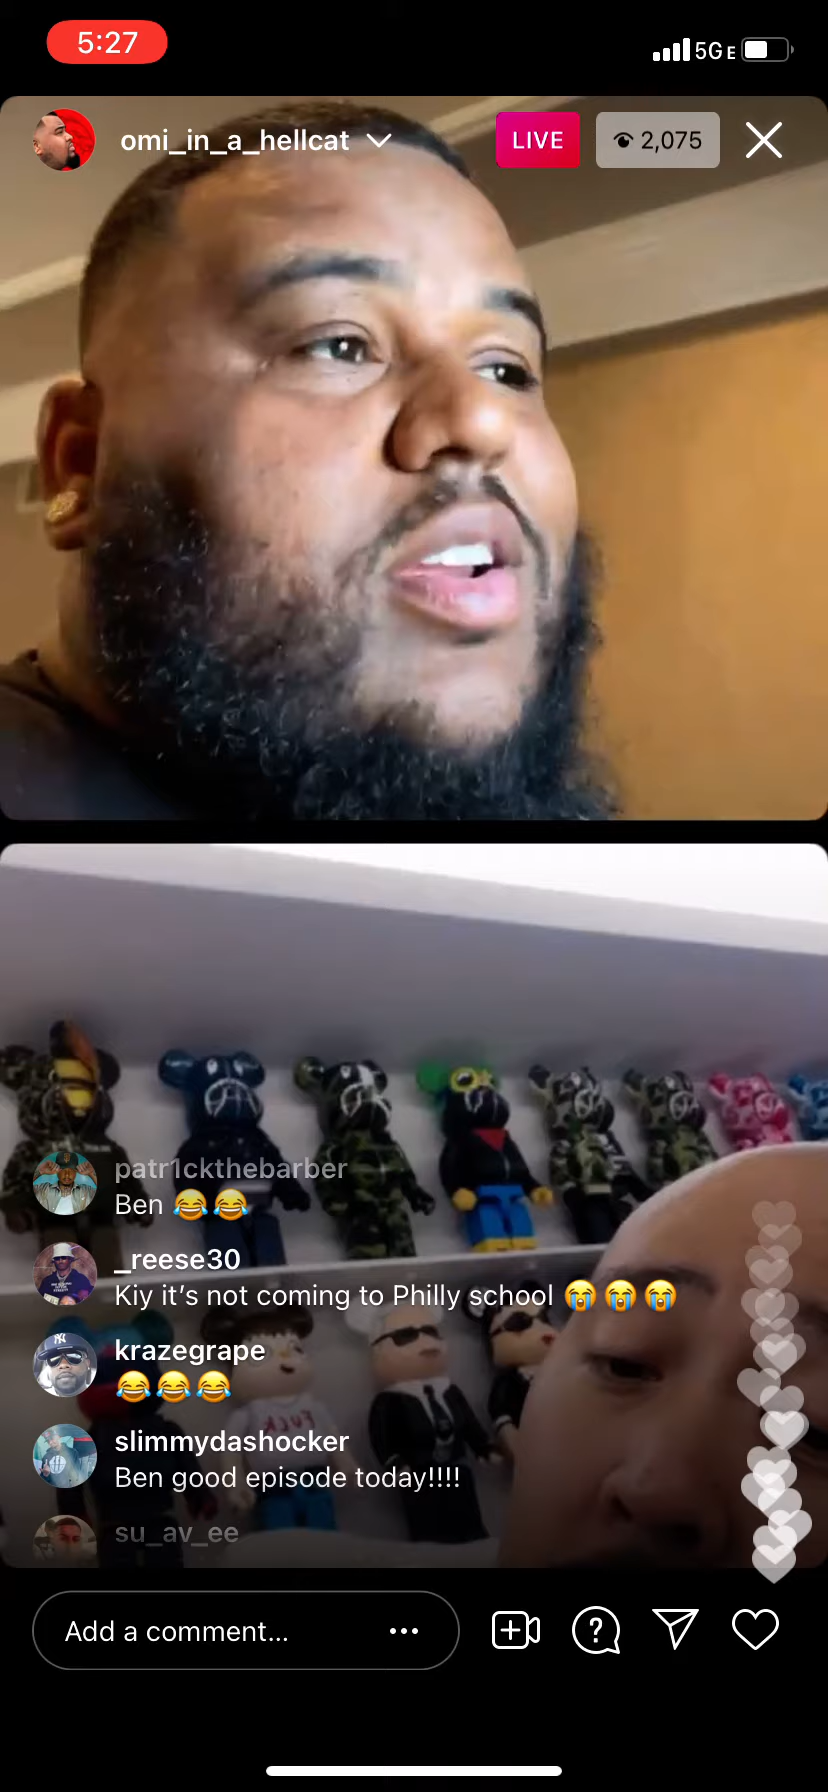 5:27
5G E
omi_in_a_hellcat
LIVE
2,075
patr1ckthebarber
Ben 😂😂
_reese30
Kiy it's not coming to Philly school 😭😭😭
krazegrape
😂😂😂
slimmydashocker
Ben good episode today!!!!
su_av_ee
Add a comment...